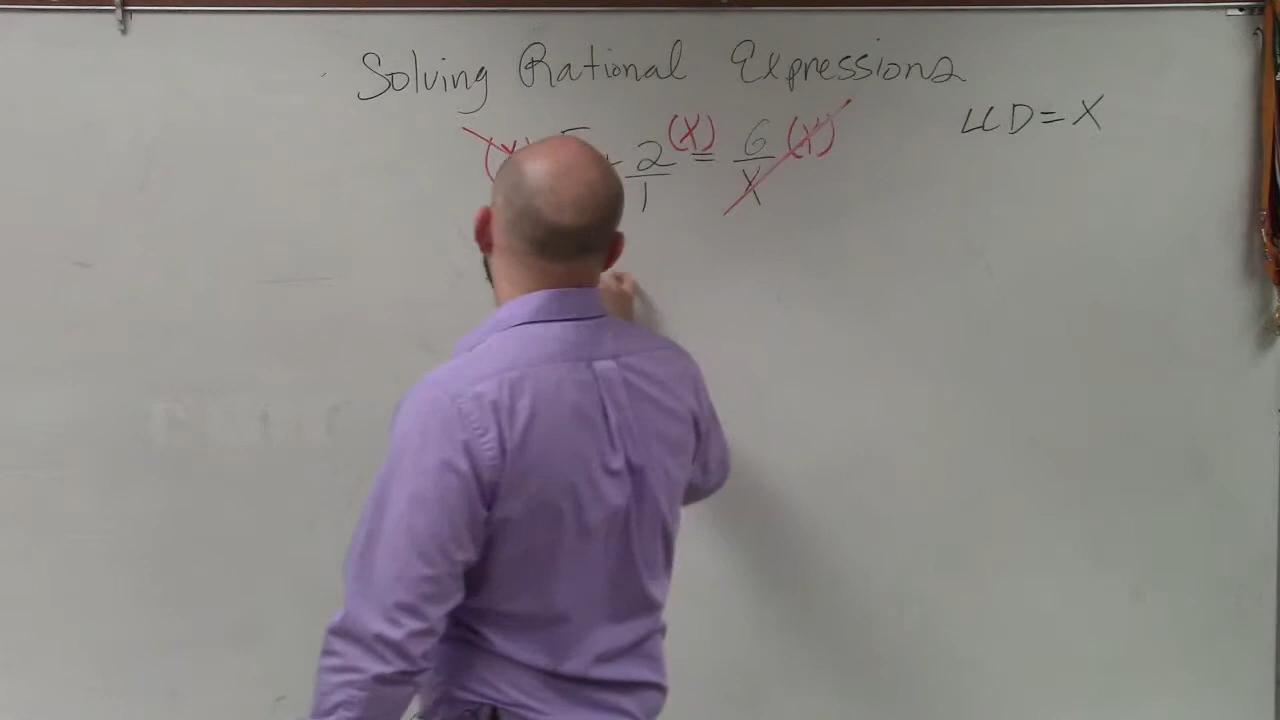 Solving Rational Expressions
LCD = X
2/1 (X) = 6/X (X)